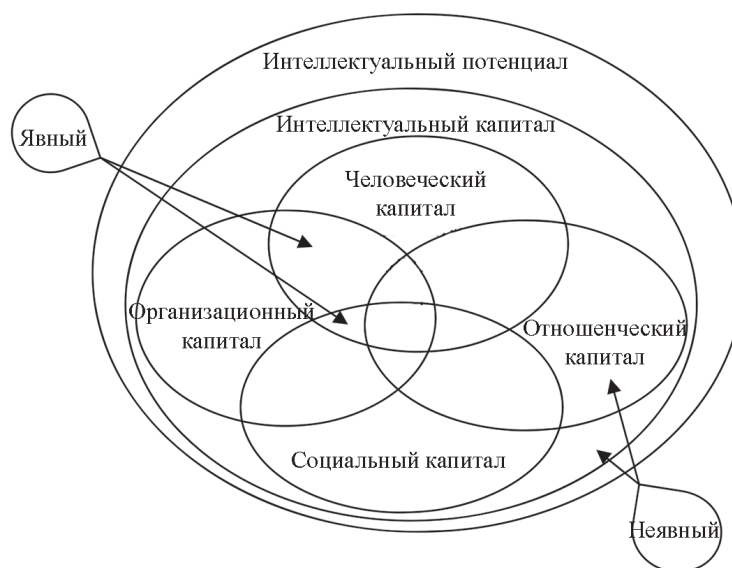 Интеллектуальный потенциал
Интеллектуальный капитал
Явный
Человеческий
капитал
Организационный
капитал
Отношенческий
капитал
Социальный капитал
Неявный